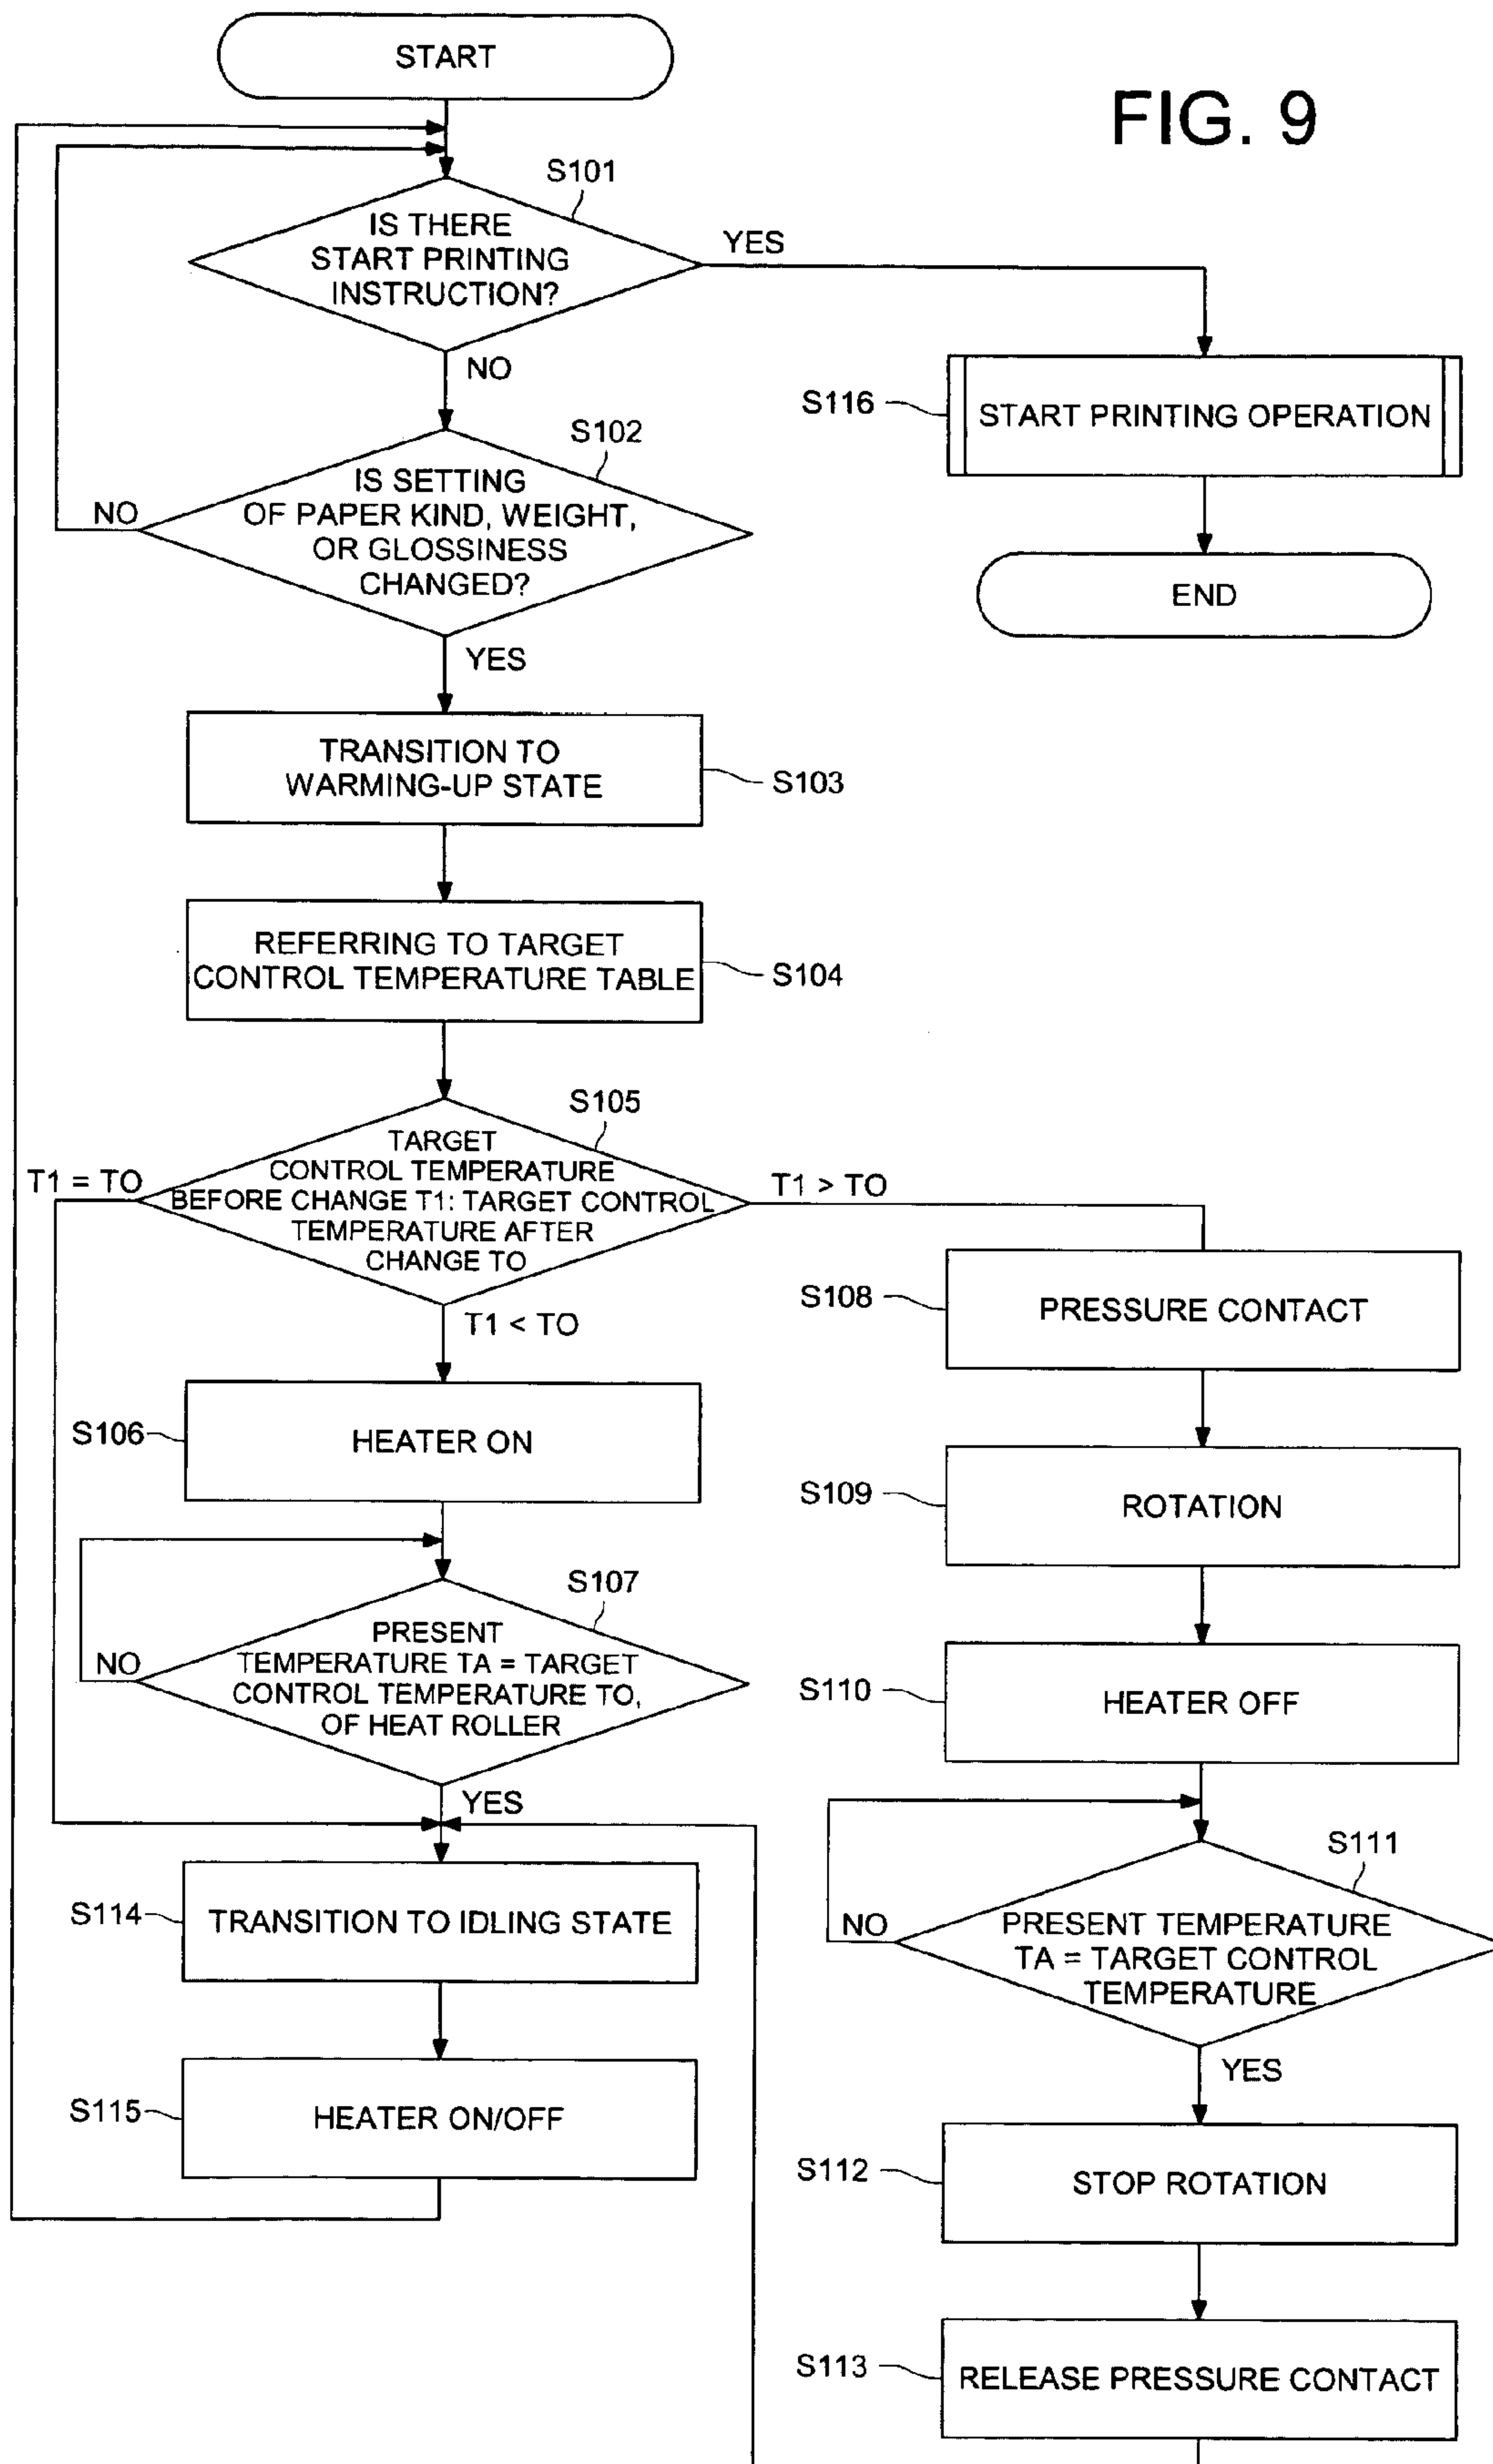 START
FIG. 9
S101
IS THERE
START PRINTING
INSTRUCTION?
YES
NO
S116
START PRINTING OPERATION
END
S102
IS SETTING
OF PAPER KIND, WEIGHT,
OR GLOSSINESS
CHANGED?
NO
YES
TRANSITION TO
WARMING-UP STATE
S103
REFERRING TO TARGET
CONTROL TEMPERATURE TABLE
S104
S105
TARGET
CONTROL TEMPERATURE
BEFORE CHANGE T1: TARGET CONTROL
TEMPERATURE AFTER
CHANGE TO
T1 = TO
T1 > TO
T1 < TO
S106
HEATER ON
S107
PRESENT
TEMPERATURE TA = TARGET
CONTROL TEMPERATURE TO,
OF HEAT ROLLER
NO
YES
S108
PRESSURE CONTACT
S109
ROTATION
S110
HEATER OFF
S111
PRESENT TEMPERATURE
TA = TARGET CONTROL
TEMPERATURE
NO
YES
S112
STOP ROTATION
S113
RELEASE PRESSURE CONTACT
S114
TRANSITION TO IDLING STATE
S115
HEATER ON/OFF